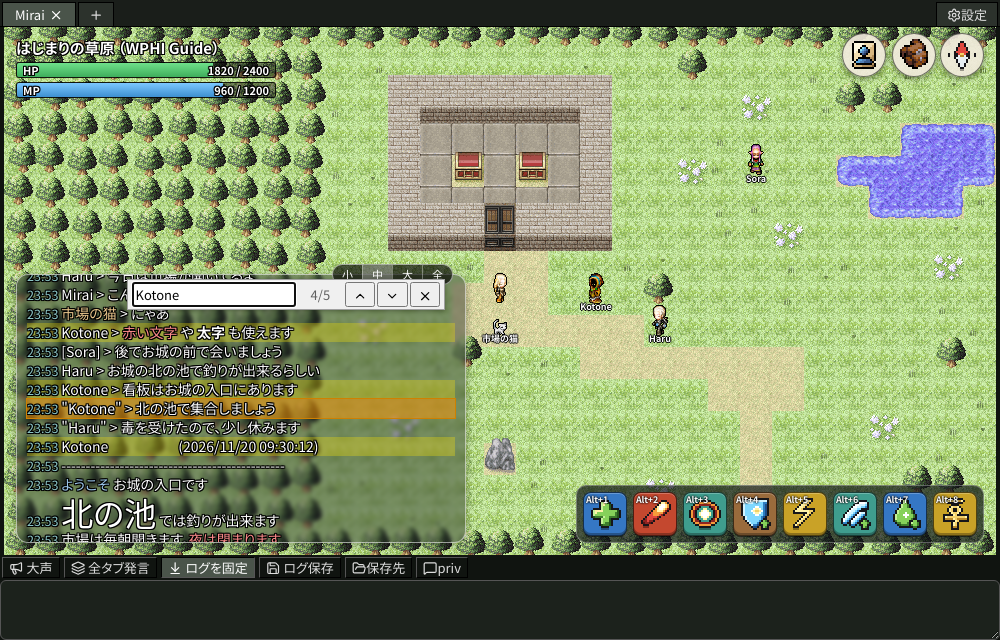 Mirai
設定
はじまりの草原 (WPHI Guide)
HP 1820 / 2400
MP 960 / 1200
Sora
Kotone
市場の猫
Haru
小 中 大 全
Kotone 4/5
23:53 Mirai > こん
23:53 市場の猫 > にゃあ
23:53 Kotone > 赤い文字 や 太字 も使えます
23:53 [Sora] > 後でお城の前で会いましょう
23:53 Haru > お城の北の池で釣りが出来るらしい
23:53 Kotone > 看板はお城の入口にあります
23:53 "Kotone" > 北の池で集合しましょう
23:53 "Haru" > 毒を受けたので、少し休みます
23:53 Kotone (2026/11/20 09:30:12)
23:53 ----------------------------------------
23:53 ようこそ お城の入口です
23:53 北の池 では釣りが出来ます
23:53 市場は毎朝開きます 夜は閉まります
Alt+1 Alt+2 Alt+3 Alt+4 Alt+5 Alt+6 Alt+7 Alt+8
大声 全タブ発言 ログを固定 ログ保存 保存先 priv